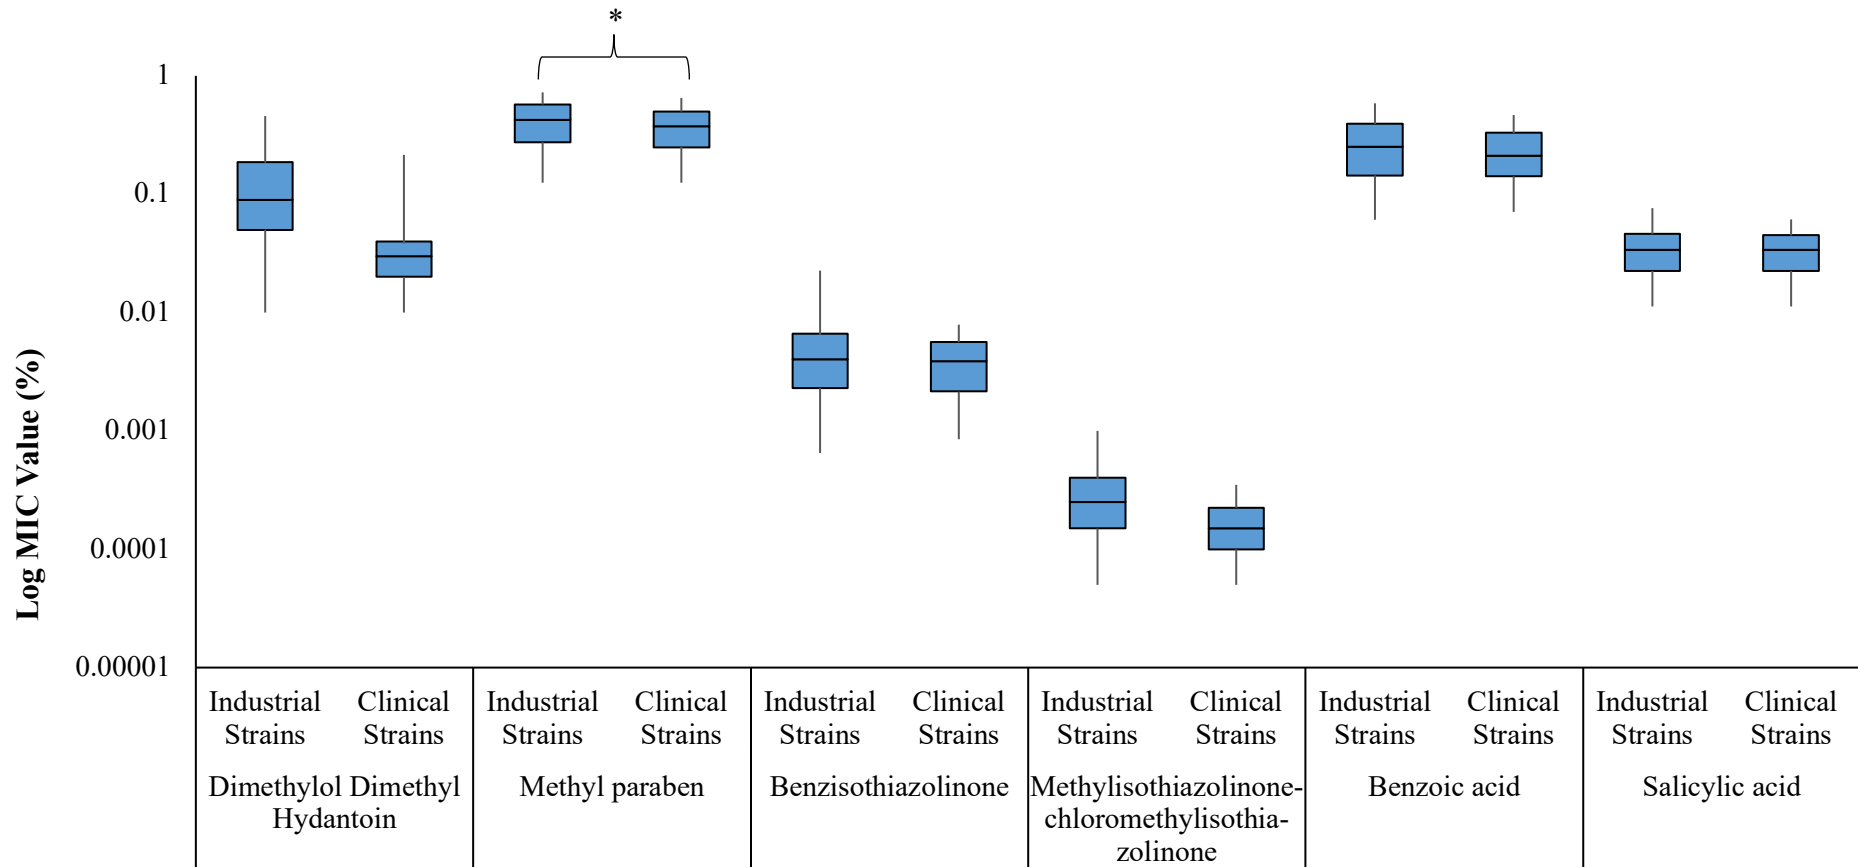 *
1
0.1
0.01
0.001
0.0001
0.00001
Log MIC Value (%)
Industrial
Strains
Clinical
Strains
Industrial
Strains
Clinical
Strains
Industrial
Strains
Clinical
Strains
Industrial
Strains
Clinical
Strains
Industrial
Strains
Clinical
Strains
Industrial
Strains
Clinical
Strains
Dimethylol Dimethyl
Hydantoin
Methyl paraben
Benzisothiazolinone
Methylisothiazolinone-
chloromethylisothia-
zolinone
Benzoic acid
Salicylic acid